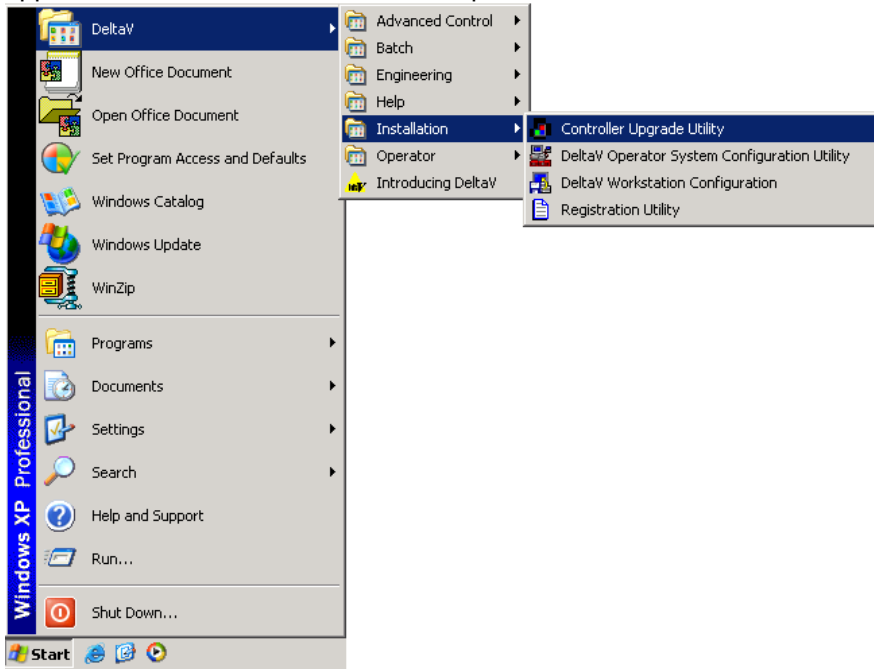 DeltaV
New Office Document
Open Office Document
Set Program Access and Defaults
Windows Catalog
Windows Update
WinZip
Programs
Documents
Settings
Search
Help and Support
Run...
Shut Down...
Windows XP Professional
Start
Advanced Control
Batch
Engineering
Help
Installation
Operator
Introducing DeltaV
Controller Upgrade Utility
DeltaV Operator System Configuration Utility
DeltaV Workstation Configuration
Registration Utility